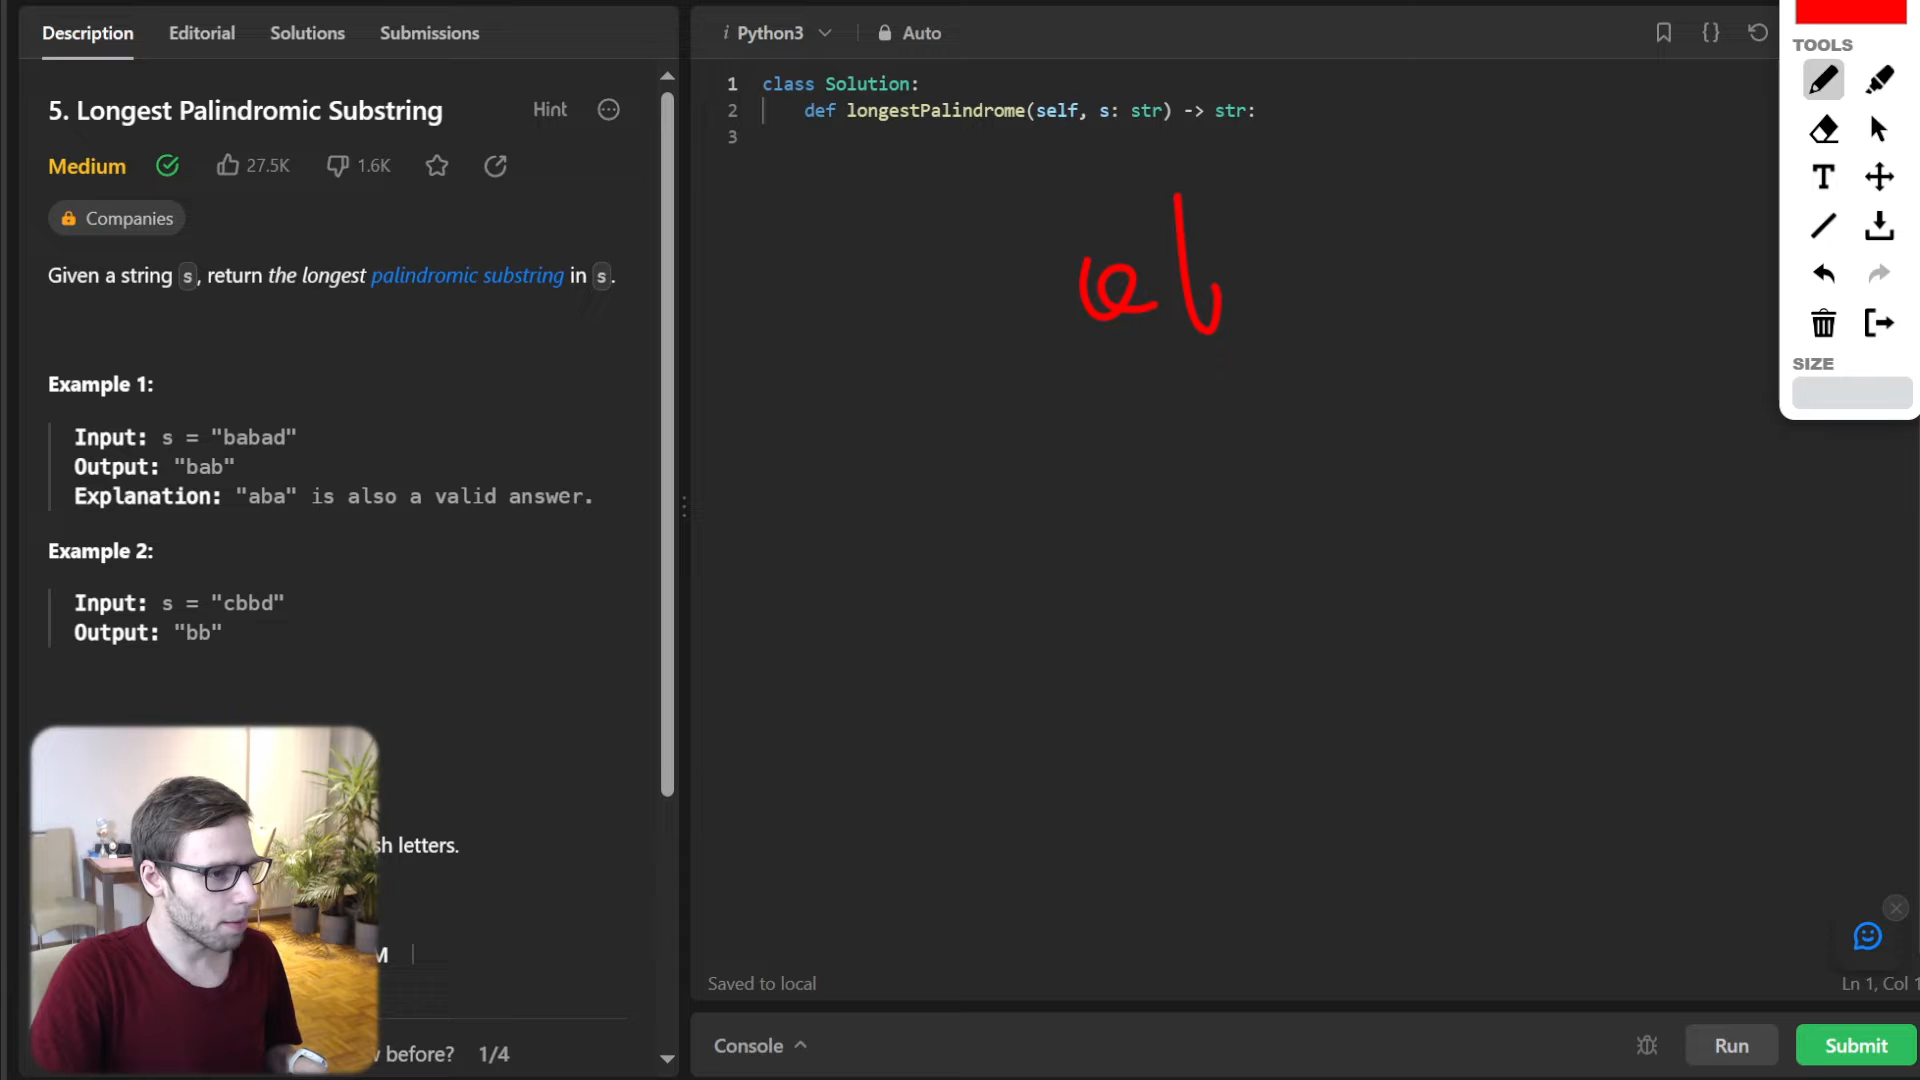 Description Editorial Solutions Submissions
5. Longest Palindromic Substring Hint
Medium 27.5K 1.6K
Companies
Given a string s, return the longest palindromic substring in s.
Example 1:
Input: s = "babad"
Output: "bab"
Explanation: "aba" is also a valid answer.
Example 2:
Input: s = "cbbd"
Output: "bb"
sh letters.
M
w before? 1/4
i Python3 Auto
1 class Solution:
2 def longestPalindrome(self, s: str) -> str:
3
Saved to local
Ln 1, Col 1
Console
Run Submit
TOOLS
T
SIZE